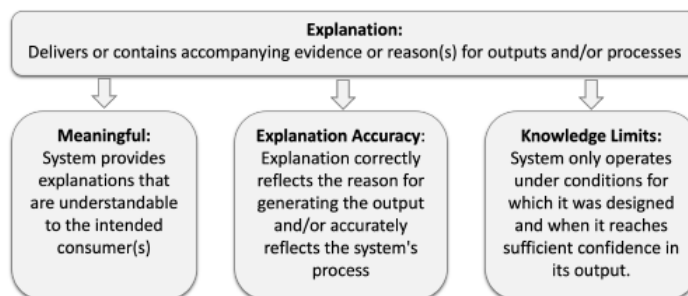 Explanation:
Delivers or contains accompanying evidence or reason(s) for outputs and/or processes
Meaningful:
System provides
explanations that
are understandable
to the intended
consumer(s)
Explanation Accuracy:
Explanation correctly
reflects the reason for
generating the output
and/or accurately
reflects the system's
process
Knowledge Limits:
System only operates
under conditions for
which it was designed
and when it reaches
sufficient confidence in
its output.